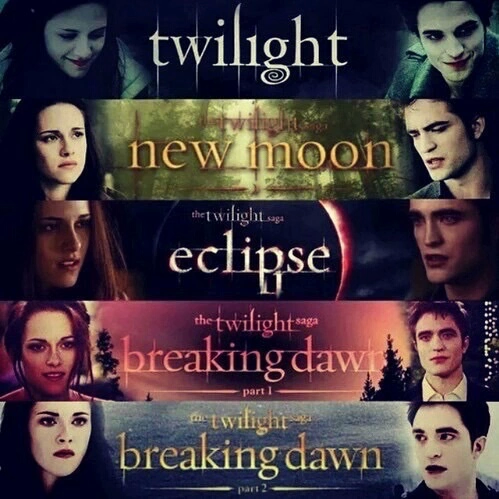 twilight
the twilight saga
new moon
the twilight saga
eclipse
the twilight saga
breaking dawn
part 1
the twilight saga
breaking dawn
part 2